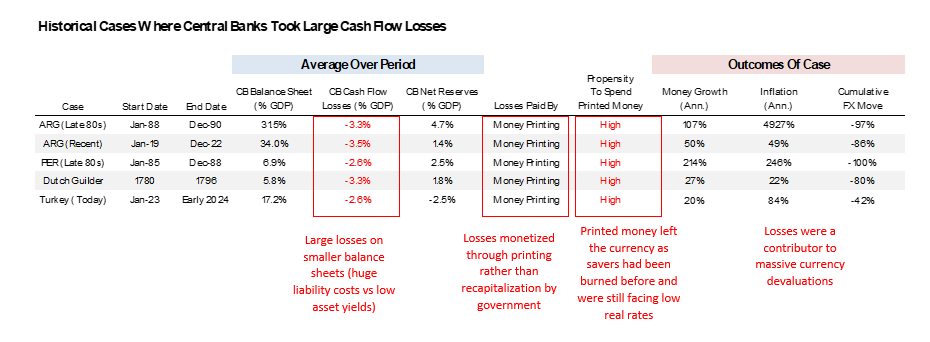 Historical Cases Where Central Banks Took Large Cash Flow Losses
Average Over Period Outcomes Of Case
Case Start Date End Date CB Balance Sheet (% GDP) CB Cash Flow Losses (% GDP) CB Net Reserves (% GDP) Losses Paid By Propensity To Spend Printed Money Money Growth (Ann.) Inflation (Ann.) Cumulative FX Move
ARG (Late 80s) Jan-88 Dec-90 315% -3.3% 4.7% Money Printing High 107% 4927% -97%
ARG (Recent) Jan-19 Dec-22 34.0% -3.5% 1.4% Money Printing High 50% 49% -86%
PER (Late 80s) Jan-85 Dec-88 6.9% -2.6% 2.5% Money Printing High 214% 246% -100%
Dutch Guilder 1780 1796 5.8% -3.3% 1.8% Money Printing High 27% 22% -80%
Turkey (Today) Jan-23 Early 2024 17.2% -2.6% -2.5% Money Printing High 20% 84% -42%
Large losses on
smaller balance
sheets (huge
liability costs vs low
asset yields)
Losses monetized
through printing
rather than
recapitalization by
government
Printed money left
the currency as
savers had been
burned before and
were still facing low
real rates
Losses were a
contributor to
massive currency
devaluations